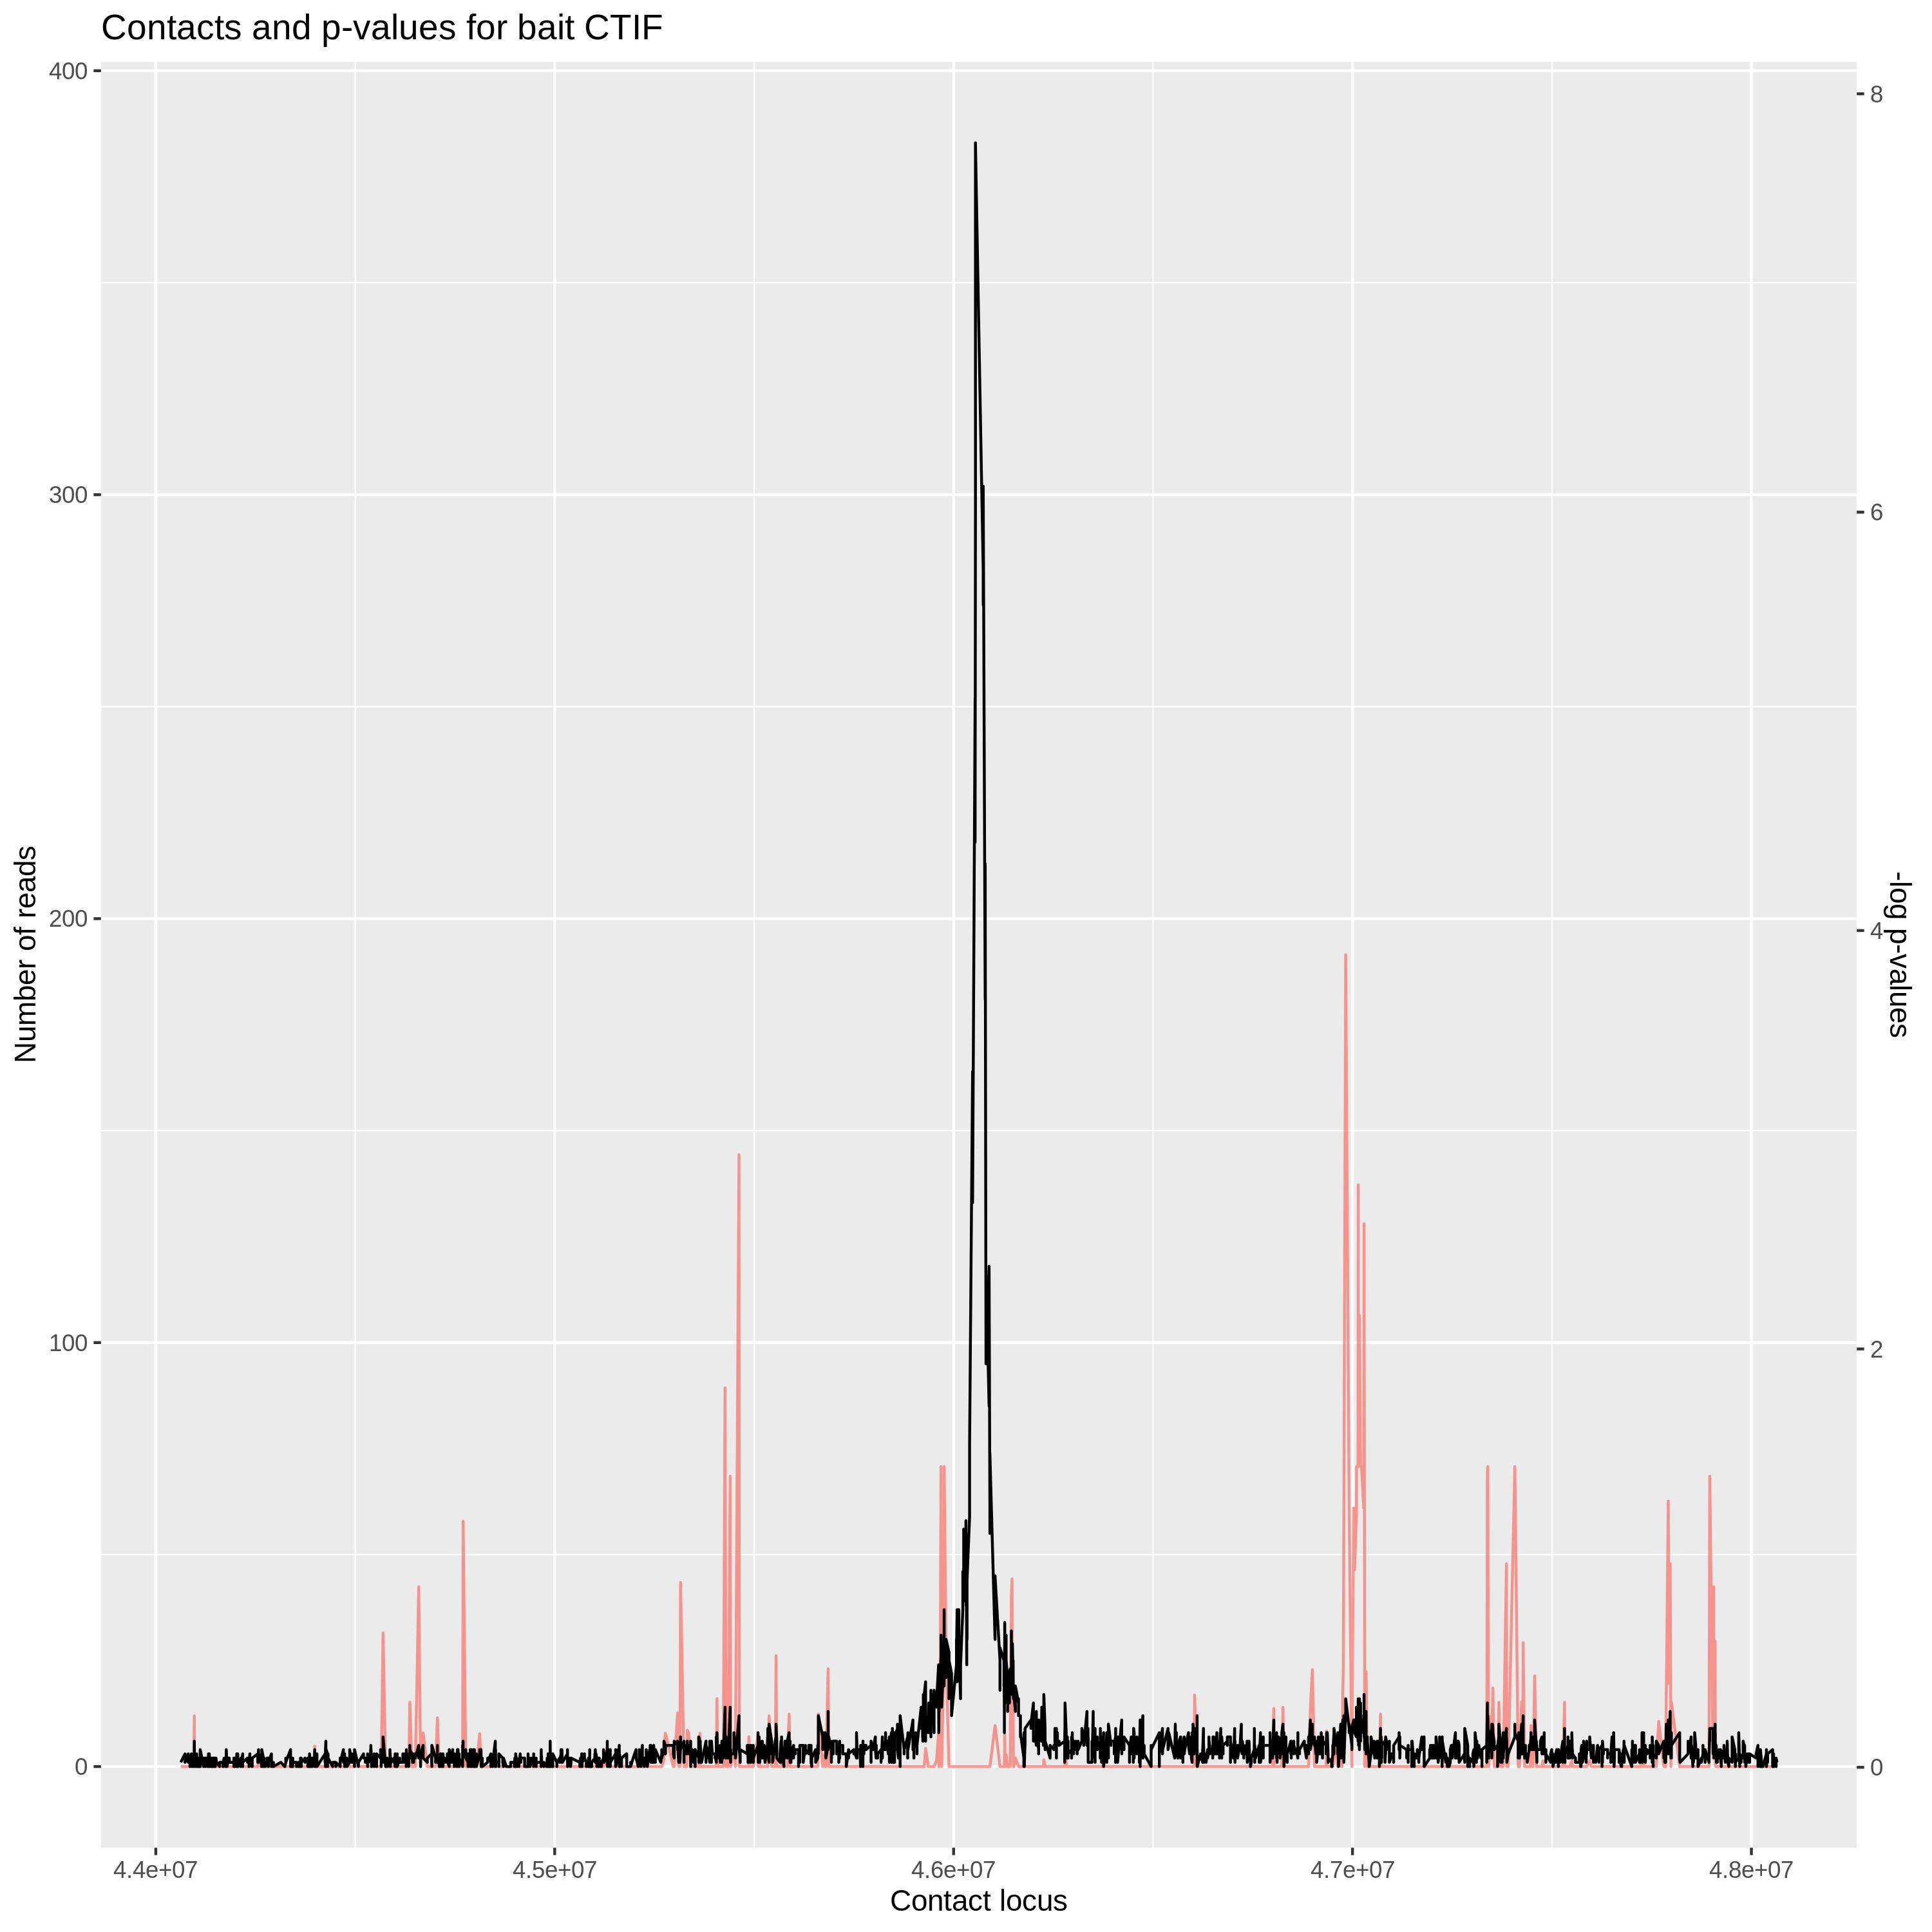 Contacts and p-values for bait CTIF
400
300
200
100
0
Number of reads
8
6
4
2
0
-log p-values
4.4e+07 4.5e+07 4.6e+07 4.7e+07 4.8e+07
Contact locus